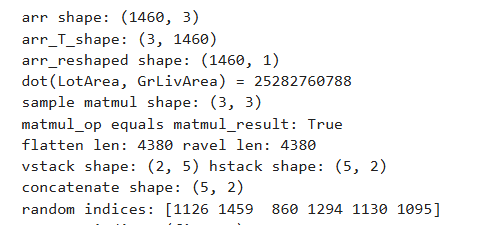 arr shape: (1460, 3)
arr_T_shape: (3, 1460)
arr_reshaped shape: (1460, 1)
dot(LotArea, GrLivArea) = 25282760788
sample matmul shape: (3, 3)
matmul_op equals matmul_result: True
flatten len: 4380 ravel len: 4380
vstack shape: (2, 5) hstack shape: (5, 2)
concatenate shape: (5, 2)
random indices: [1126 1459  860 1294 1130 1095]